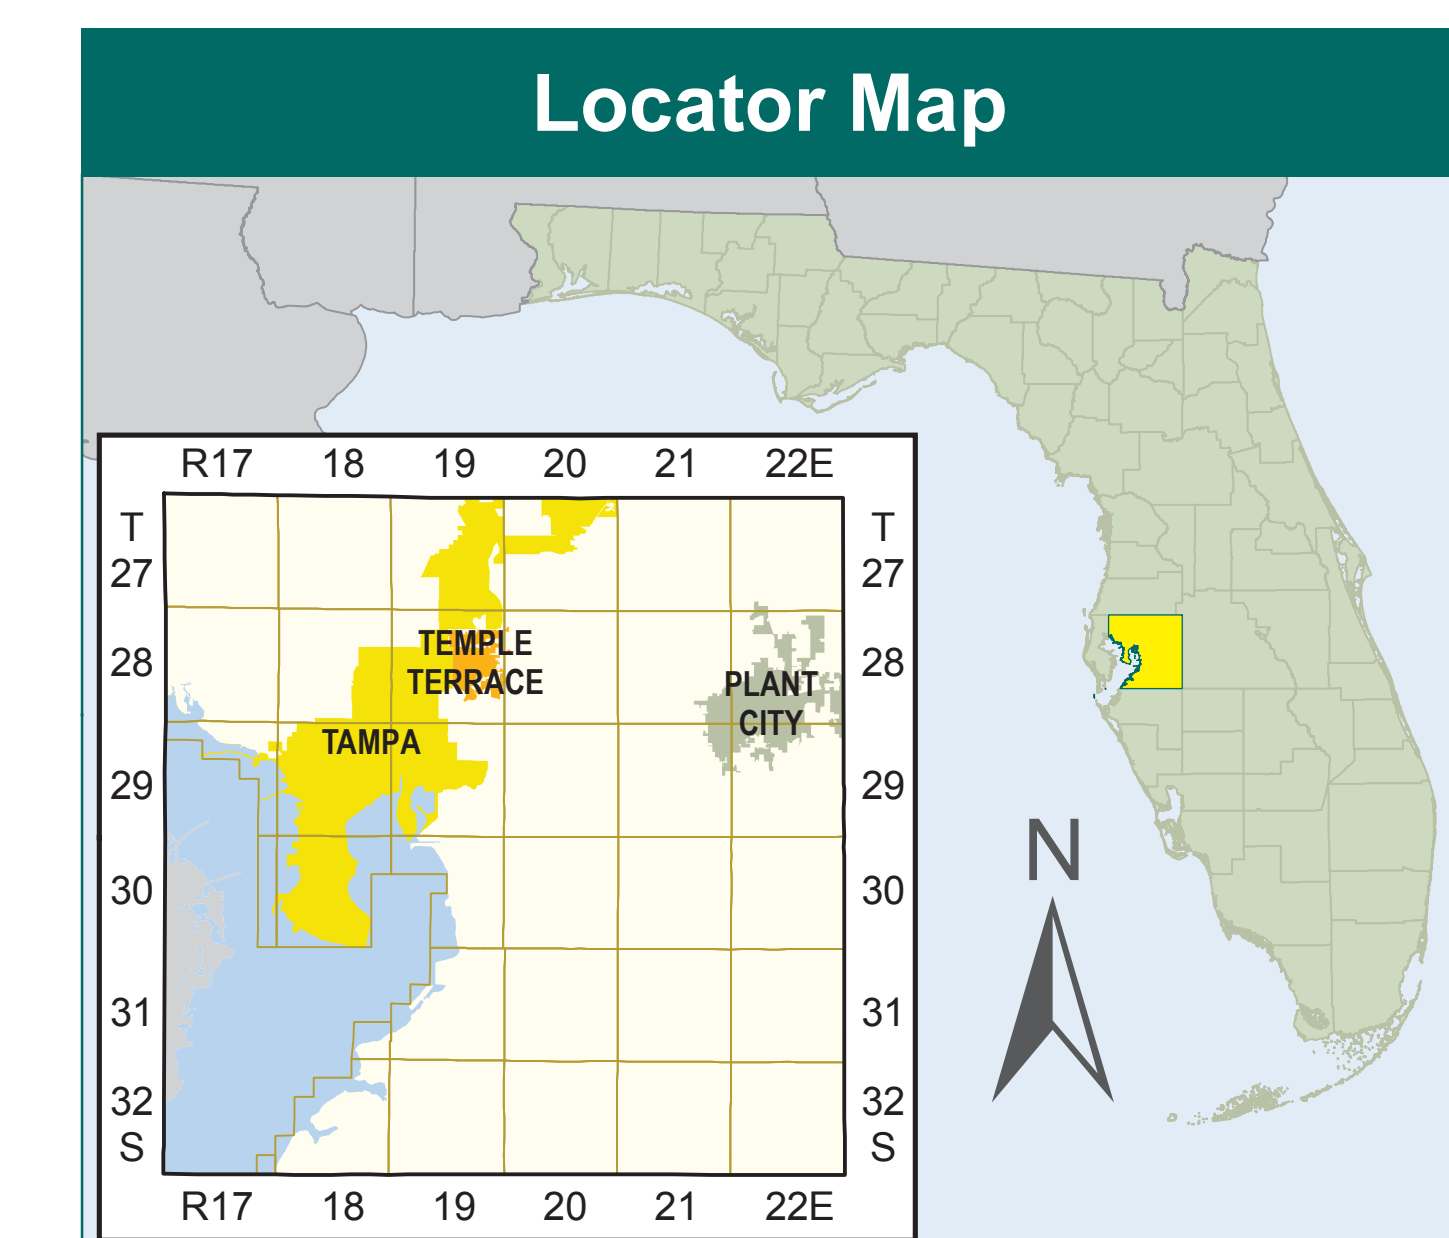 Locator Map
R17 18 19 20 21 22E
T T
27 27
TEMPLE
28 28
TERRACE
PLANT
CITY
TAMPA
29 29
N
30 30
31 31
32 32
S S
R17 18 19 20 21 22E